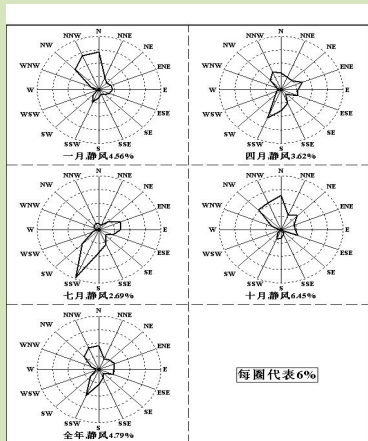 N
NNW
NNE
NW
NE
WNW
ENE
W
E
WSW
ESE
SW
SE
SSW
SSE
S
一月,静风4.56%
N
NNW
NNE
NW
NE
WNW
ENE
W
E
WSW
ESE
SW
SE
SSW
SSE
S
四月,静风3.62%
N
NNW
NNE
NW
NE
WNW
ENE
W
E
WSW
ESE
SW
SE
SSW
SSE
S
七月,静风2.69%
N
NNW
NNE
NW
NE
WNW
ENE
W
E
WSW
ESE
SW
SE
SSW
SSE
S
十月,静风6.45%
N
NNW
NNE
NW
NE
WNW
ENE
W
E
WSW
ESE
SW
SE
SSW
SSE
S
全年,静风4.79%
每圈代表6%